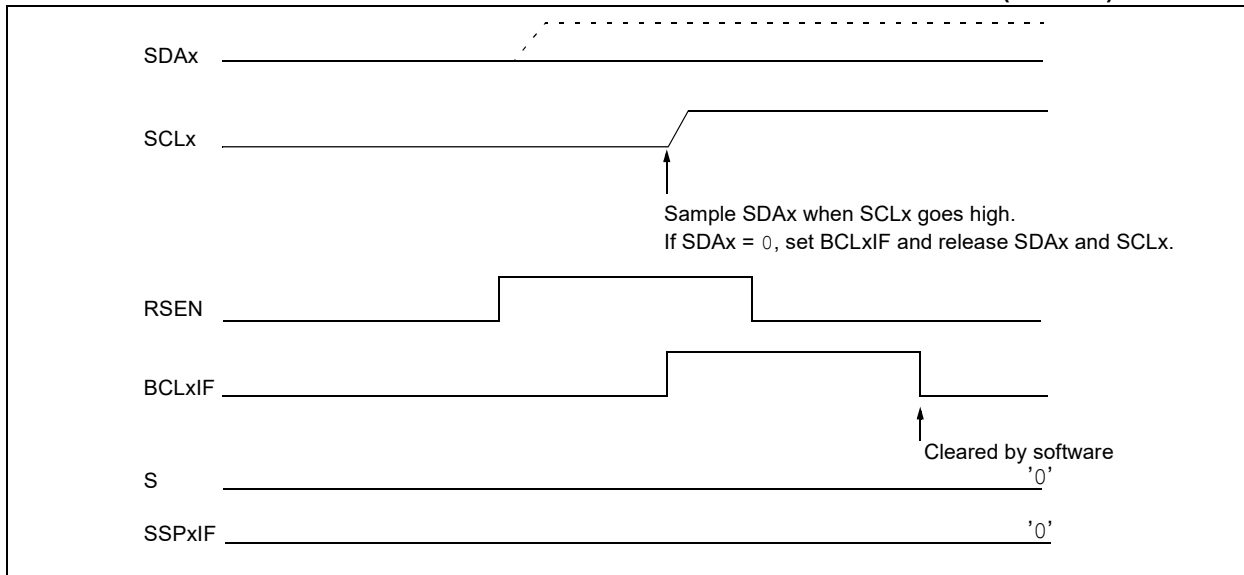 SDAx
SCLx
Sample SDAx when SCLx goes high.
If SDAx = 0, set BCLxIF and release SDAx and SCLx.
RSEN
BCLxIF
Cleared by software
S
'0'
SSPxIF
'0'